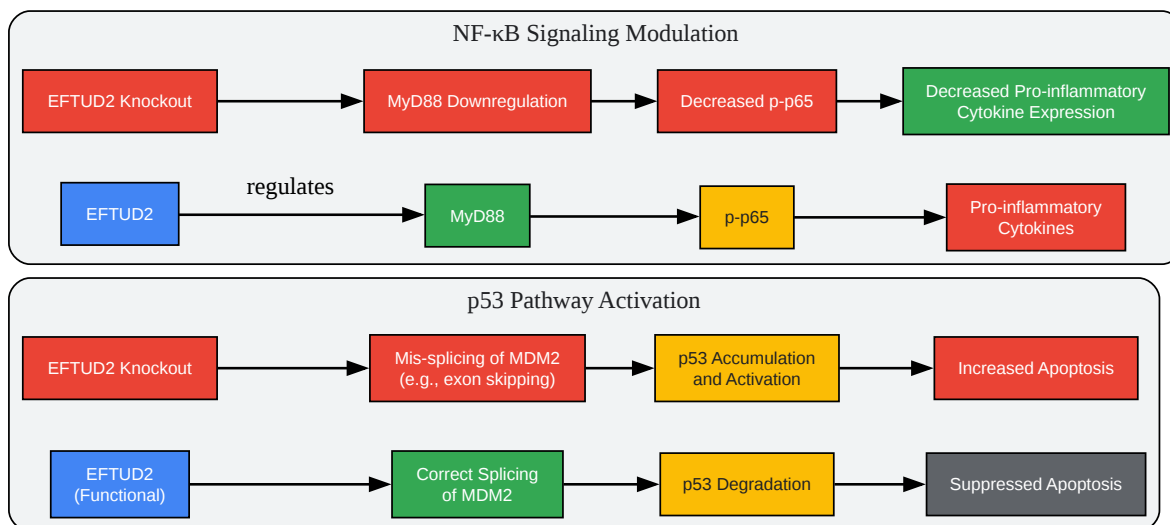 NF-κB Signaling Modulation
EFTUD2 Knockout
MyD88 Downregulation
Decreased p-p65
Decreased Pro-inflammatory
Cytokine Expression
EFTUD2
regulates
MyD88
p-p65
Pro-inflammatory
Cytokines
p53 Pathway Activation
EFTUD2 Knockout
Mis-splicing of MDM2
(e.g., exon skipping)
p53 Accumulation
and Activation
Increased Apoptosis
EFTUD2
(Functional)
Correct Splicing
of MDM2
p53 Degradation
Suppressed Apoptosis